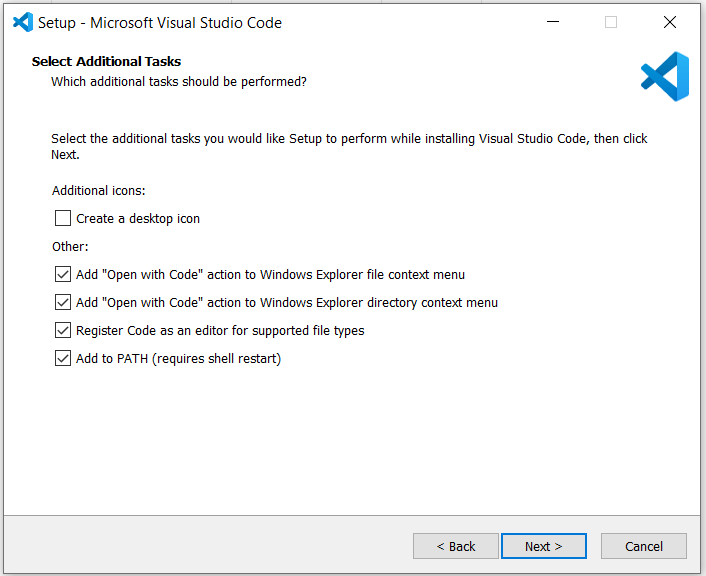 Setup - Microsoft Visual Studio Code
Select Additional Tasks
Which additional tasks should be performed?
Select the additional tasks you would like Setup to perform while installing Visual Studio Code, then click
Next.
Additional icons:
Create a desktop icon
Other:
Add "Open with Code" action to Windows Explorer file context menu
Add "Open with Code" action to Windows Explorer directory context menu
Register Code as an editor for supported file types
Add to PATH (requires shell restart)
< Back Next > Cancel